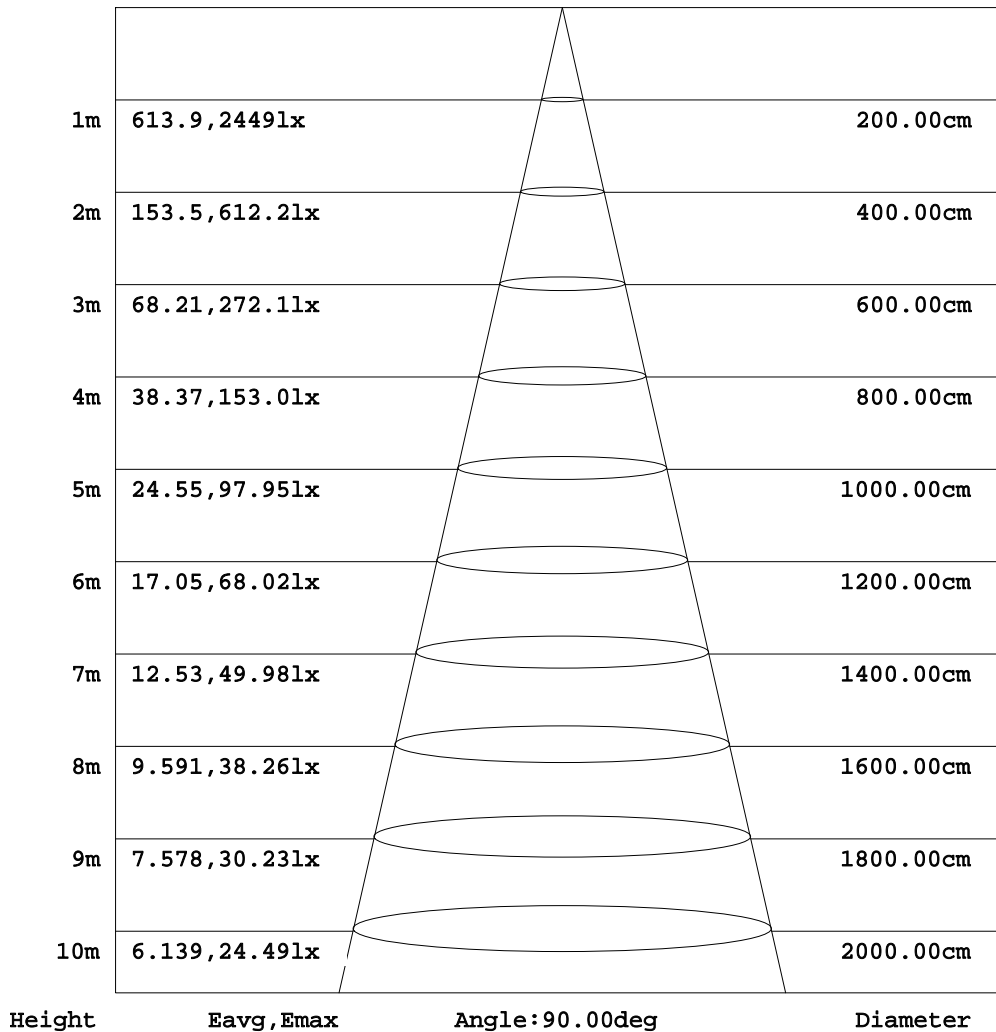 1m 613.9,2449lx 200.00cm
2m 153.5,612.2lx 400.00cm
3m 68.21,272.1lx 600.00cm
4m 38.37,153.0lx 800.00cm
5m 24.55,97.95lx 1000.00cm
6m 17.05,68.02lx 1200.00cm
7m 12.53,49.98lx 1400.00cm
8m 9.591,38.26lx 1600.00cm
9m 7.578,30.23lx 1800.00cm
10m 6.139,24.49lx 2000.00cm
Height Eavg,Emax Angle:90.00deg Diameter